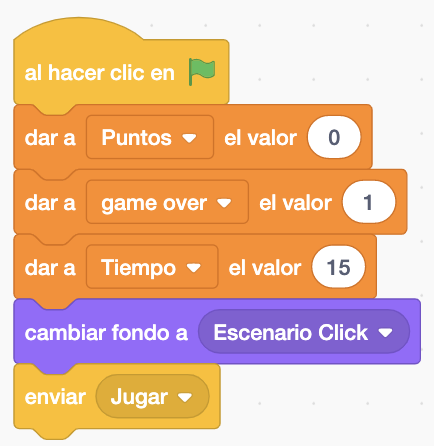 al hacer clic en
dar a Puntos el valor 0
dar a game over el valor 1
dar a Tiempo el valor 15
cambiar fondo a Escenario Click
enviar Jugar